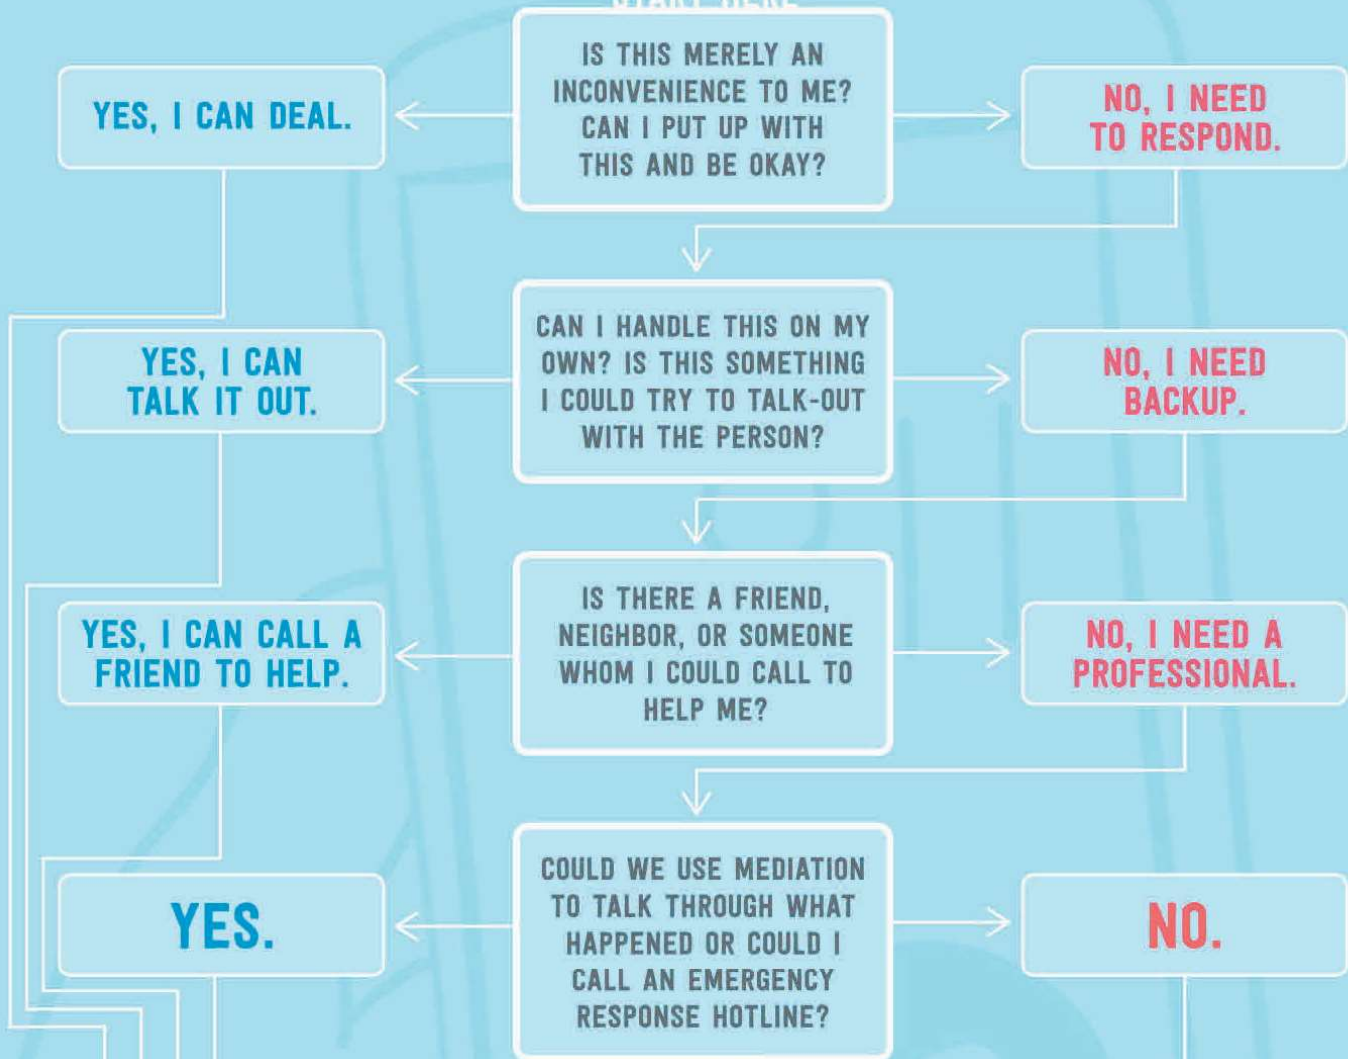 START HERE
IS THIS MERELY AN
INCONVENIENCE TO ME?
CAN I PUT UP WITH
THIS AND BE OKAY?
YES, I CAN DEAL.
NO, I NEED
TO RESPOND.
CAN I HANDLE THIS ON MY
OWN? IS THIS SOMETHING
I COULD TRY TO TALK-OUT
WITH THE PERSON?
YES, I CAN
TALK IT OUT.
NO, I NEED
BACKUP.
IS THERE A FRIEND,
NEIGHBOR, OR SOMEONE
WHOM I COULD CALL TO
HELP ME?
YES, I CAN CALL A
FRIEND TO HELP.
NO, I NEED A
PROFESSIONAL.
COULD WE USE MEDIATION
TO TALK THROUGH WHAT
HAPPENED OR COULD I
CALL AN EMERGENCY
RESPONSE HOTLINE?
YES.
NO.